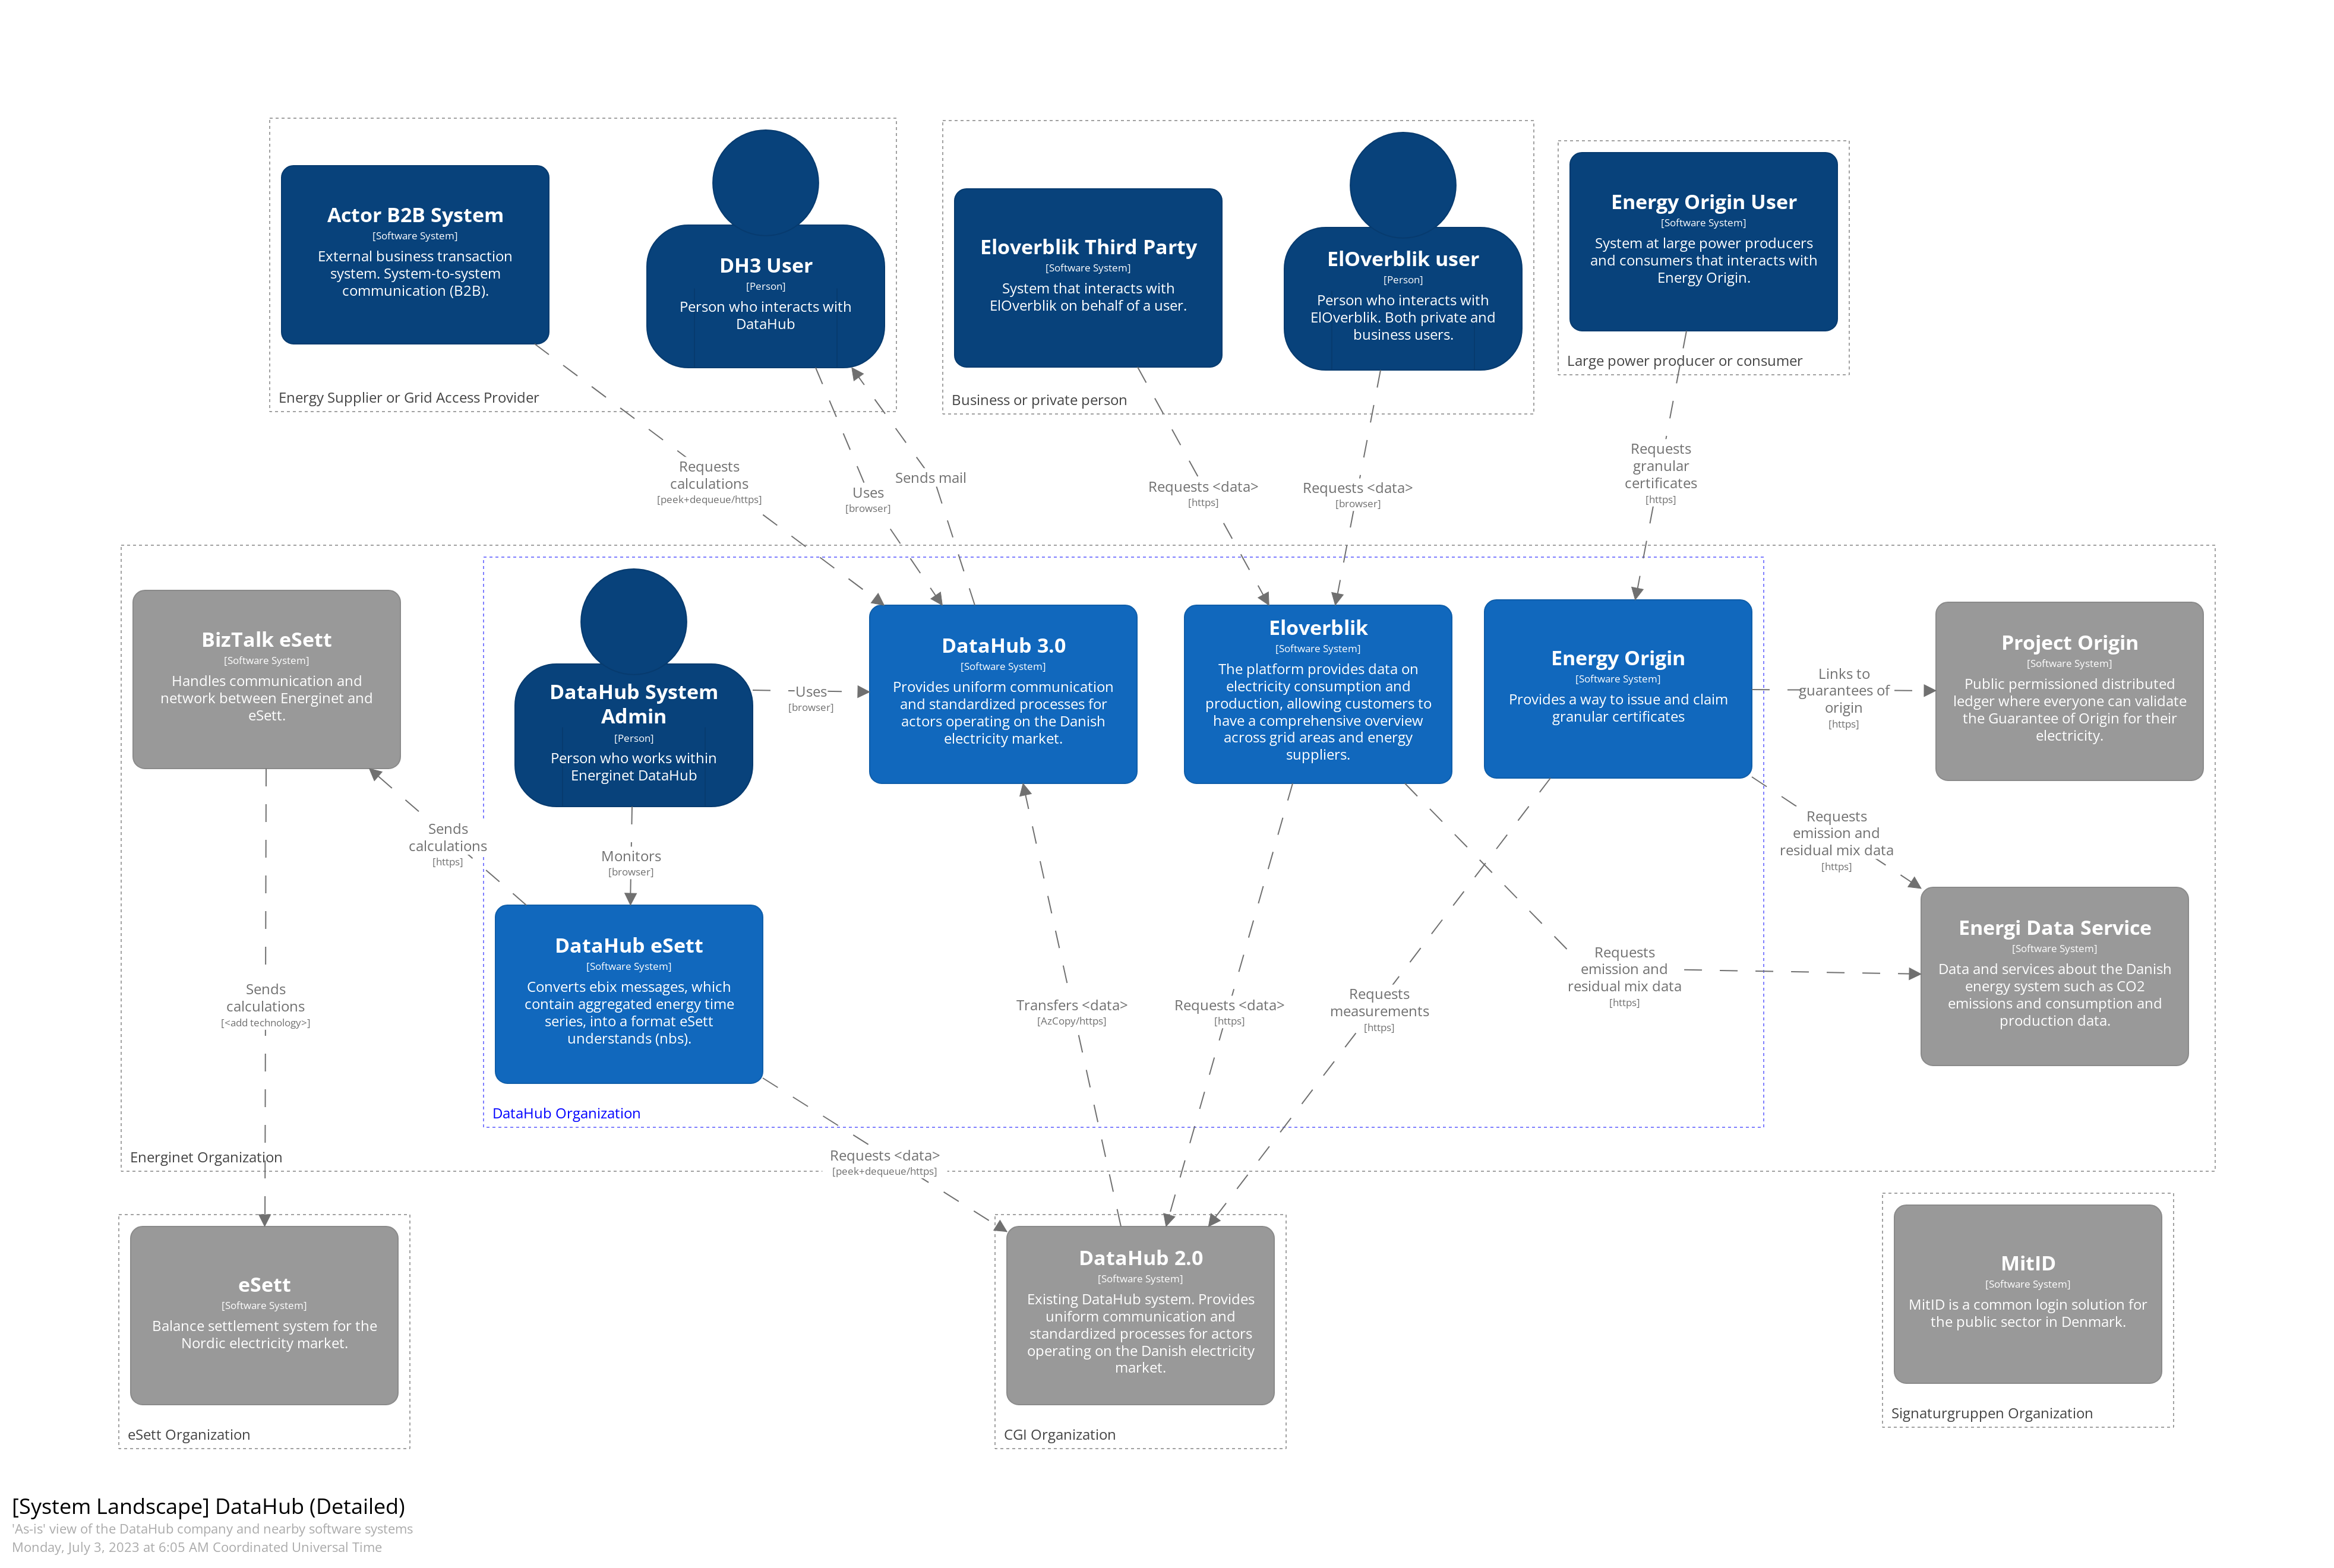 Actor B2B System
[Software System]
External business transaction
system. System-to-system
communication (B2B).
DH3 User
[Person]
Person who interacts with
DataHub
Energy Supplier or Grid Access Provider
Eloverblik Third Party
[Software System]
System that interacts with
ElOverblik on behalf of a user.
ElOverblik user
[Person]
Person who interacts with
ElOverblik. Both private and
business users.
Business or private person
Energy Origin User
[Software System]
System at large power producers
and consumers that interacts with
Energy Origin.
Large power producer or consumer
Requests
calculations
[peek+dequeue/https]
Uses
[browser]
Sends mail
Requests <data>
[https]
Requests <data>
[browser]
Requests
granular
certificates
[https]
BizTalk eSett
[Software System]
Handles communication and
network between Energinet and
eSett.
DataHub System
Admin
[Person]
Person who works within
Energinet DataHub
Uses
[browser]
DataHub 3.0
[Software System]
Provides uniform communication
and standardized processes for
actors operating on the Danish
electricity market.
Eloverblik
[Software System]
The platform provides data on
electricity consumption and
production, allowing customers to
have a comprehensive overview
across grid areas and energy
suppliers.
Energy Origin
[Software System]
Provides a way to issue and claim
granular certificates
Links to
guarantees of
origin
[https]
Project Origin
[Software System]
Public permissioned distributed
ledger where everyone can validate
the Guarantee of Origin for their
electricity.
Sends
calculations
[https]
Monitors
[browser]
Requests
emission and
residual mix data
[https]
DataHub eSett
[Software System]
Converts ebix messages, which
contain aggregated energy time
series, into a format eSett
understands (nbs).
Energi Data Service
[Software System]
Data and services about the Danish
energy system such as CO2
emissions and consumption and
production data.
Sends
calculations
[<add technology>]
Transfers <data>
[AzCopy/https]
Requests <data>
[https]
Requests
measurements
[https]
Requests
emission and
residual mix data
[https]
DataHub Organization
Energinet Organization
Requests <data>
[peek+dequeue/https]
eSett
[Software System]
Balance settlement system for the
Nordic electricity market.
eSett Organization
DataHub 2.0
[Software System]
Existing DataHub system. Provides
uniform communication and
standardized processes for actors
operating on the Danish electricity
market.
CGI Organization
MitID
[Software System]
MitID is a common login solution for
the public sector in Denmark.
Signaturgruppen Organization
[System Landscape] DataHub (Detailed)
'As-is' view of the DataHub company and nearby software systems
Monday, July 3, 2023 at 6:05 AM Coordinated Universal Time